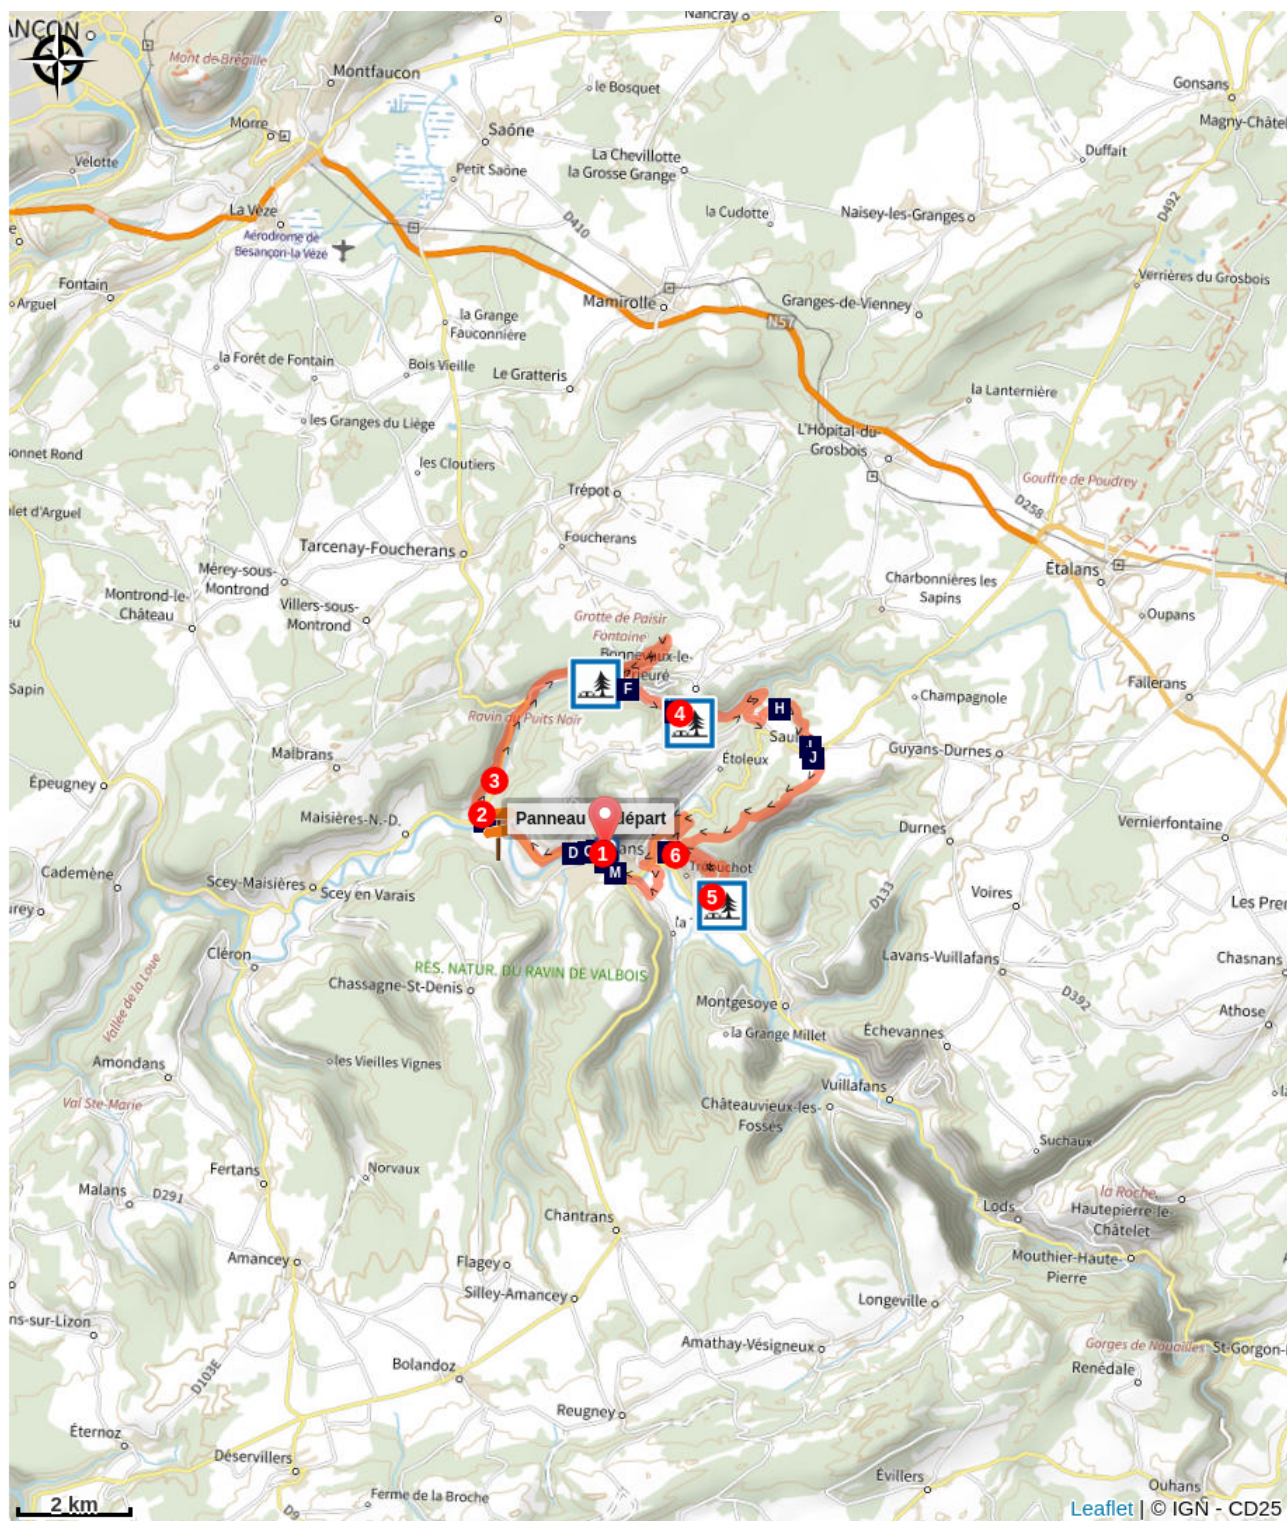 Nancray
Mont de Brégille
Montfaucon
le Bosquet
Gonsans
Morre
Saône
Velotte
La Chevillotte
la Grosse Grange
Duffait
Petit Saône
La Vèze
Aérodrome de
Besançon-la Vèze
D410
la Cudotte
Naisey-les-Granges
D492
Fontain
Arguel
Mamirolle
Granges-de-Vienney
Verrières du Grosbois
la Grange
Fauconnière
N57
la Forêt de Fontain
Bois Vieille
Le Gratteris
la Lanternière
les Granges du Liège
L'Hôpital-du-
Grosbois
les Cloutiers
Gouffre de Poudrey
Trépot
D258
Foucherans
Tarcenay-Foucherans
Étalans
Mérey-sous-
Montrond
Charbonnières les
Sapins
Montrond-le-
Château
Villers-sous-
Montrond
Oupans
Grotte de Plaisir
Fontaine
Sapin
F
Fallerans
Champagnole
4
H
Ravin du Puits Noir
Guyans-Durnes
Malbrans
Étoleux
J
Épeugney
3
2
Maisières-N.-D.
Panneau
départ
Durnes
Vernierfontaine
D
1
6
Trébuchot
M
Cademène
Scey-Maisières
Scey en Varais
5
D133
Voires
Cléron
RÉS. NATUR. DU RAVIN DE VALBOIS
Lavans-Vuillafans
Chasnans
Chassagne-St-Denis
Vallée de la Loue
Montgesoye
D392
Athose
la Grange Millet
Échevannes
Amondans
les Vieilles Vignes
Vuillafans
Val Ste-Marie
Châteauvieux-les-
Fossés
Suchaux
Fertans
Norvaux
Malans
D291
la Roche
Hautepierre-le-
Châtelet
Lods
Chantrans
Amancey
Flagey
Mouthier-Haute-
Pierre
Silley-Amancey
Longeville
Amathay-Vésigneux
Gorges de Nouailles
Bolandoz
Renédale
D103E
Reugney
Éternoz
Déservillers
Évillers
Ouhans
Ferme de la Broche
2 km
D9
Leaflet | © IGN - CD25